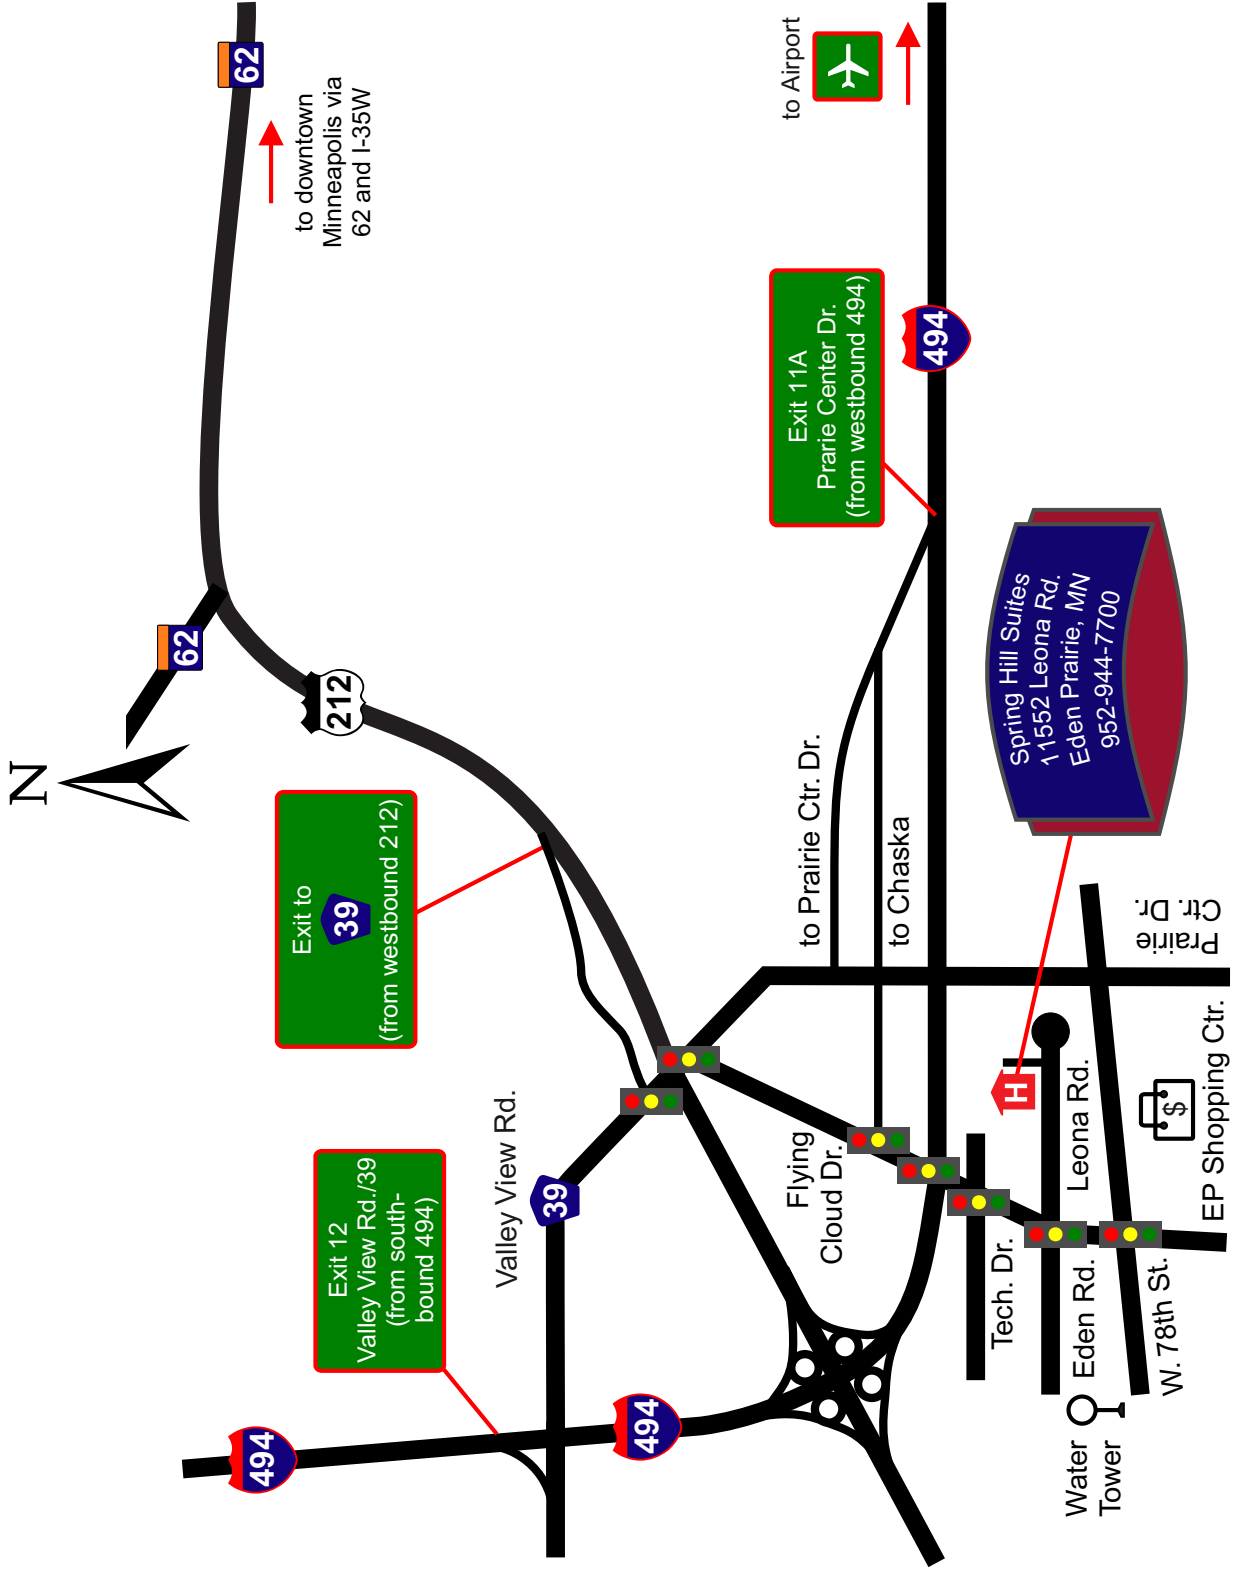 N
62
to downtown
Minneapolis via
62 and I-35W
62
212
to Airport
494
Exit 11A
Prarie Center Dr.
(from westbound 494)
Exit to
39
(from westbound 212)
Exit 12
Valley View Rd./39
(from south-
bound 494)
494
494
Valley View Rd.
39
to Prairie Ctr. Dr.
to Chaska
Flying
Cloud Dr.
Spring Hill Suites
11552 Leona Rd.
Eden Prairie, MN
952-944-7700
H
Prairie
Ctr. Dr.
Tech. Dr.
Eden Rd.
Leona Rd.
W. 78th St.
$
EP Shopping Ctr.
Water
Tower